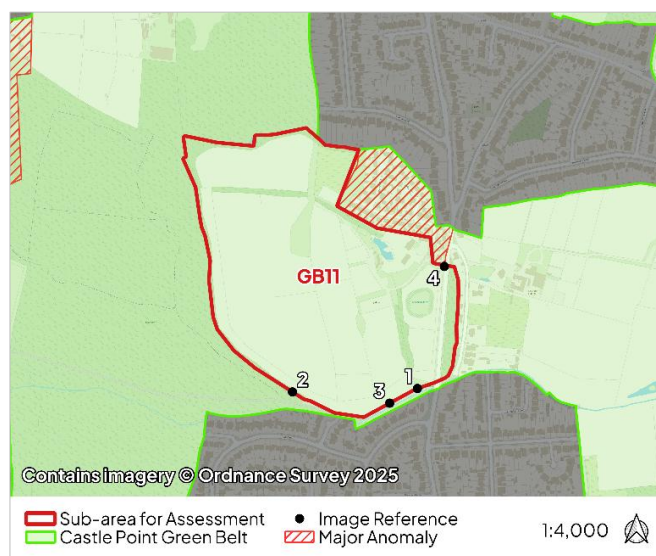 GB11
4
2
3
1
Contains imagery © Ordnance Survey 2025
Sub-area for Assessment
Image Reference
1:4,000
Castle Point Green Belt
Major Anomaly